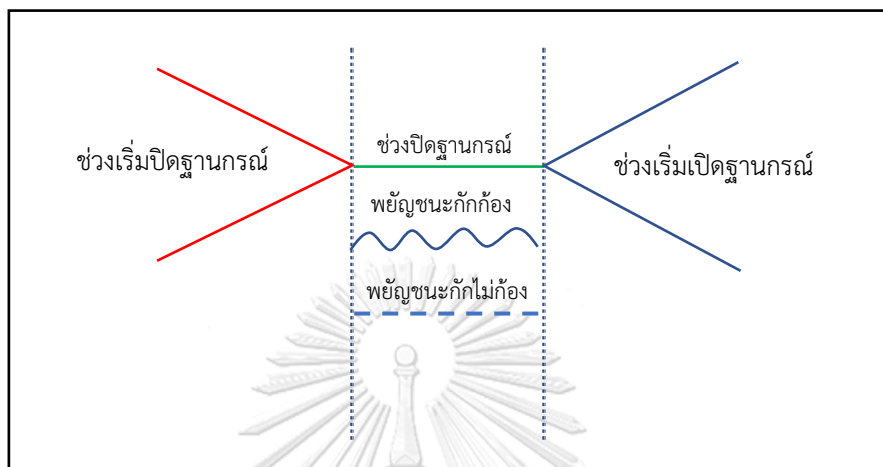 ช่วงเริ่มปิดฐานกรณ์
ช่วงปิดฐานกรณ์
ช่วงเริ่มเปิดฐานกรณ์
พยัญชนะกักก้อง
พยัญชนะกักไม่ก้อง